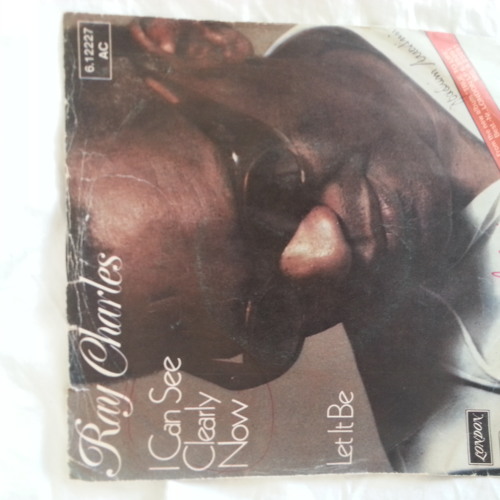 6.12227
AC
Ray Charles
I Can See
Clearly
Now
Let It Be
LONDON